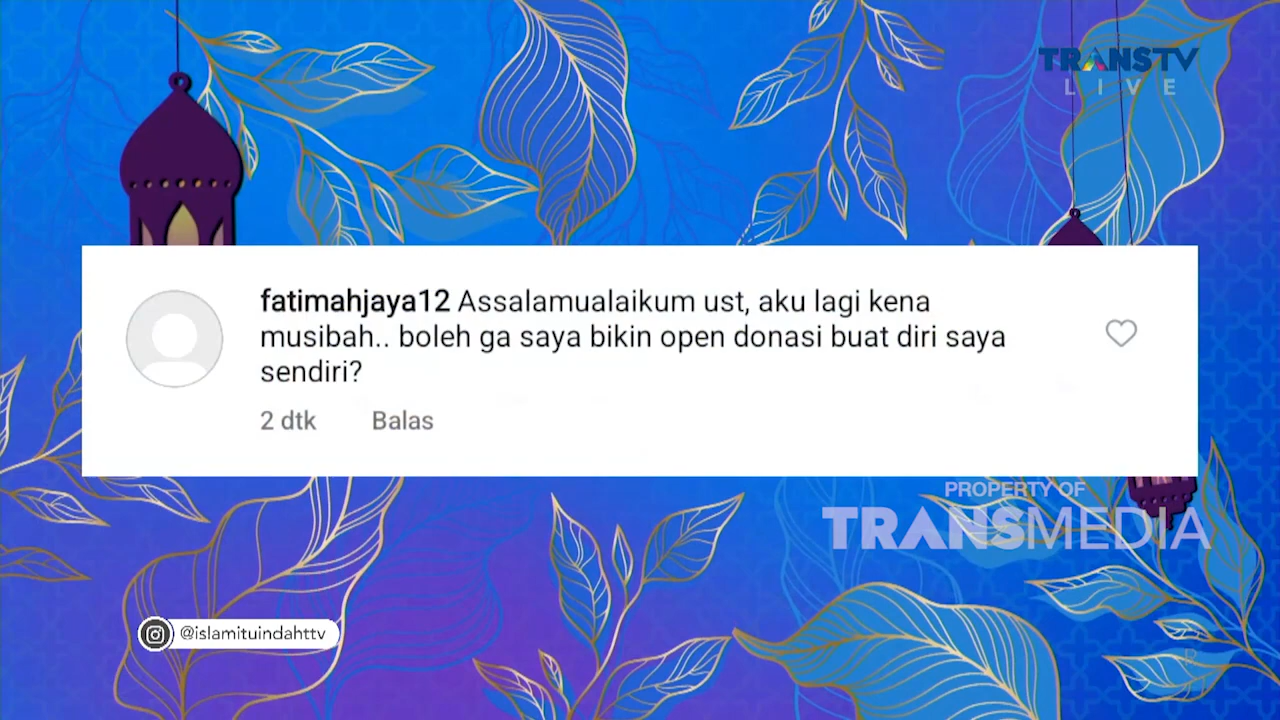 TRANSTV
LIVE
fatimahjaya12 Assalamualaikum ust, aku lagi kena
musibah.. boleh ga saya bikin open donasi buat diri saya
sendiri?
2 dtk Balas
PROPERTY OF
TRANSMEDIA
@islamituindahttv